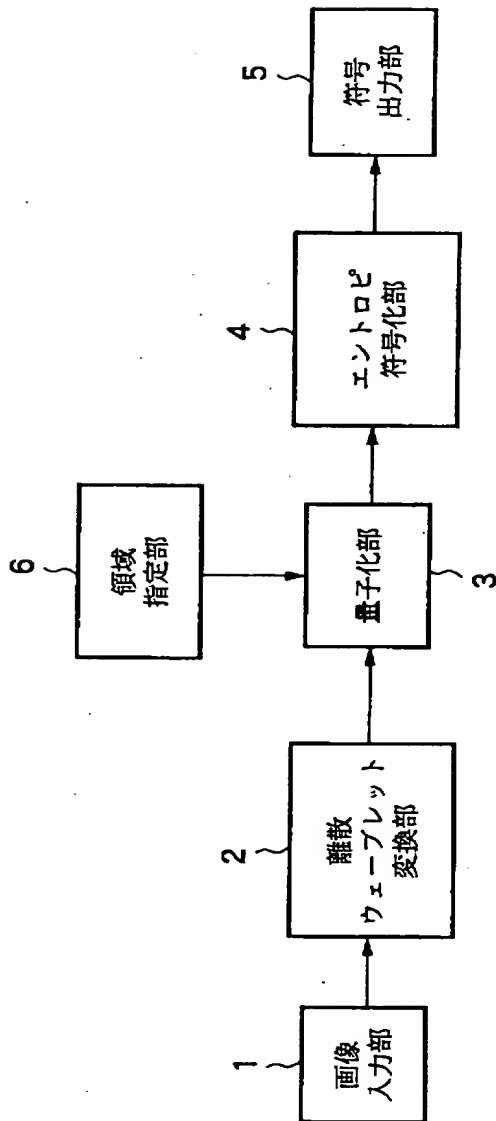 1
画像
入力部
2
離散
ウェーブレット
変換部
3
量子化部
6
領域
指定部
4
エントロピ
符号化部
5
符号
出力部